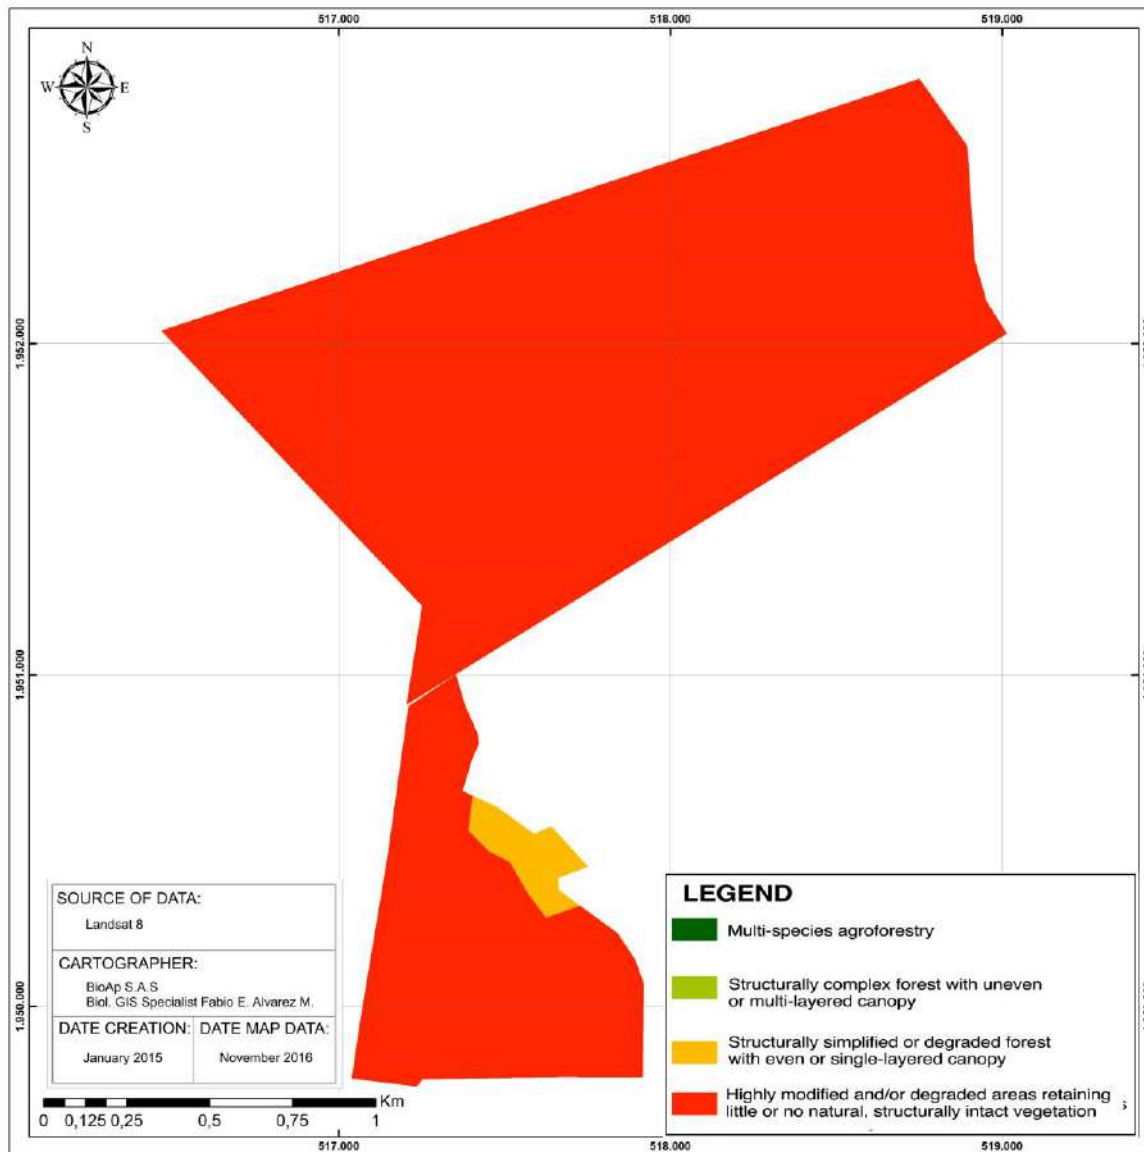 517.000 518.000 519.000
N
W E
S
1.952.000
1.951.000
1.950.000
SOURCE OF DATA:
Landsat 8
CARTOGRAPHER:
BioAp S.A.S
Biol. GIS Specialist Fabio E. Alvarez M.
DATE CREATION: DATE MAP DATA:
January 2015 November 2016
Km
0 0,125 0,25 0,5 0,75 1
LEGEND
Multi-species agroforestry
Structurally complex forest with uneven
or multi-layered canopy
Structurally simplified or degraded forest
with even or single-layered canopy
Highly modified and/or degraded areas retaining
little or no natural, structurally intact vegetation
517.000 518.000 519.000